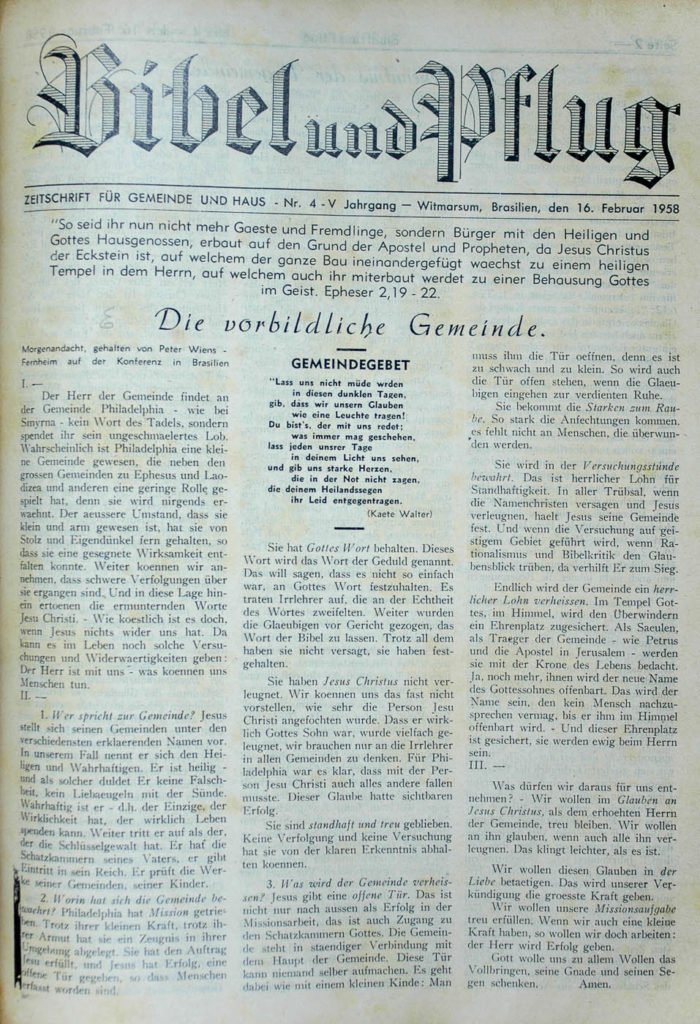 Bibel und Pflug
ZEITSCHRIFT FÜR GEMEINDE UND HAUS - Nr. 4 - V Jahrgang — Witmarsum, Brasilien, den 16. Februar 1958
"So seid ihr nun nicht mehr Gaeste und Fremdlinge, sondern Bürger mit den Heiligen und
Gottes Hausgenossen, erbaut auf den Grund der Apostel und Propheten, da Jesus Christus
der Eckstein ist, auf welchem der ganze Bau ineinandergefügt waechst zu einem heiligen
Tempel in dem Herrn, auf welchem auch ihr miterbaut werdet zu einer Behausung Gottes
im Geist. Epheser 2,19 - 22.
Die vorbildliche Gemeinde.
Morgenandacht, gehalten von Peter Wiens -
Fernheim auf der Konferenz in Brasilien
I. —
Der Herr der Gemeinde findet an
der Gemeinde Philadelphia - wie bei
Smyrna - kein Wort des Tadels, sondern
spendet ihr sein ungeschmaelertes Lob.
Wahrscheinlich ist Philadelphia eine klei-
ne Gemeinde gewesen, die neben den
grossen Gemeinden zu Ephesus und Lao-
dizea und anderen eine geringe Rolle ge-
spielt hat, denn sie wird nirgends er-
waehnt. Der aeussere Umstand, dass sie
klein und arm gewesen ist, hat sie von
Stolz und Eigendünkel fern gehalten, so
dass sie eine gesegnete Wirksamkeit ent-
falten konnte. Weiter koennen wir an-
nehmen, dass schwere Verfolgungen über
sie ergangen sind. Und in diese Lage hin-
ein ertoenen die ermunternden Worte
Jesu Christi. - Wie koestlich ist es doch,
wenn Jesus nichts wider uns hat. Da
kann es im Leben noch solche Versu-
chungen und Widerwaertigkeiten geben:
Der Herr ist mit uns - was koennen uns
Menschen tun.
II. —
1. Wer spricht zur Gemeinde? Jesus
stellt sich seinen Gemeinden unter den
verschiedensten erklaerenden Namen vor.
In unserem Fall nennt er sich den Hei-
ligen und Wahrhaftigen. Er ist heilig -
und als solcher duldet Er keine Falsch-
heit, kein Liebaeugeln mit der Sünde.
Wahrhaftig ist er - d.h. der Einzige, der
Wirklichkeit hat, der wirklich Leben
spenden kann. Weiter tritt er auf als der,
der die Schlüsselgewalt hat. Er hat die
Schatzkammern seines Vaters, er gibt
Eintritt in sein Reich. Er prüft die Wer-
ke seiner Gemeinden, seiner Kinder.
2. Worin hat sich die Gemeinde be-
waehrt? Philadelphia hat Mission getrie-
ben. Trotz ihrer kleinen Kraft, trotz ih-
rer Armut hat sie ein Zeugnis in ihrer
Umgebung abgelegt. Sie hat den Auftrag
Jesu erfüllt, und Jesus hat Erfolg, eine
offene Tür gegeben, so dass Menschen
erfasst worden sind.
GEMEINDEGEBET
"Lass uns nicht müde wrden
in diesen dunklen Tagen,
gib, dass wir unsern Glauben
wie eine Leuchte tragen!
Du bist's, der mit uns redet;
was immer mag geschehen,
lass jeden unsrer Tage
in deinem Licht uns sehen,
und gib uns starke Herzen,
die in der Not nicht zagen,
die deinem Heilandssegen
ihr Leid entgegentragen.
(Kaete Walter)
Sie hat Gottes Wort behalten. Dieses
Wort wird das Wort der Geduld genannt.
Das will sagen, dass es nicht so einfach
war, an Gottes Wort festzuhalten. Es
traten Irrlehrer auf, die an der Echtheit
des Wortes zweifelten. Weiter wurden
die Glaeubigen vor Gericht gezogen, das
Wort der Bibel zu lassen. Trotz all dem
haben sie nicht versagt, sie haben fest-
gehalten.
Sie haben Jesus Christus nicht ver-
leugnet. Wir koennen uns das fast nicht
vorstellen, wie sehr die Person Jesu
Christi angefochten wurde. Dass er wirk-
lich Gottes Sohn war, wurde vielfach ge-
leugnet, wir brauchen nur an die Irrlehrer
in allen Gemeinden zu denken. Für Phi-
ladelphia war es klar, dass mit der Per-
son Jesu Christi auch alles andere fallen
musste. Dieser Glaube hatte sichtbaren
Erfolg.
Sie sind standhaft und treu geblieben.
Keine Verfolgung und keine Versuchung
hat sie von der klaren Erkenntnis abhal-
ten koennen.
3. Was wird der Gemeinde verheis-
sen? Jesus gibt eine offene Tür. Das ist
nicht nur nach aussen als Erfolg in der
Missionsarbeit, das ist auch Zugang zu
den Schatzkammern Gottes. Die Gemein-
de steht in staendiger Verbindung mit
dem Haupt der Gemeinde. Diese Tür
kann niemand selber aufmachen. Es geht
dabei wie mit einem kleinen Kinde: Man
muss ihm die Tür oeffnen, denn es ist
zu schwach und zu klein. So wird auch
die Tür offen stehen, wenn die Glaeu-
bigen eingehen zur verdienten Ruhe.
Sie bekommt die Starken zum Rau-
be. So stark die Anfechtungen kommen,
es fehlt nicht an Menschen, die überwun-
den werden.
Sie wird in der Versuchungsstünde
bewahrt. Das ist herrlicher Lohn für
Standhaftigkeit. In aller Trübsal, wenn
die Namenchristen versagen und Jesus
verleugnen, haelt Jesus seine Gemeinde
fest. Und wenn die Versuchung auf gei-
stigem Gebiet geführt wird, wenn Ra-
tionalismus und Bibelkritik den Glau-
bensblick trüben, da verhilft Er zum Sieg.
Endlich wird der Gemeinde ein herr-
licher Lohn verheissen. Im Tempel Got-
tes, im Himmel, wird den Überwindern
ein Ehrenplatz zugesichert. Als Saeulen,
als Traeger der Gemeinde - wie Petrus
und die Apostel in Jerusalem - werden
sie mit der Krone des Lebens bedacht.
Ja, noch mehr, ihnen wird der neue Name
des Gottessohnes offenbart. Das wird der
Name sein, den kein Mensch nachzu-
sprechen vermag, bis er ihm im Himmel
offenbart wird. - Und dieser Ehrenplatz
ist gesichert, sie werden ewig beim Herrn
sein.
III. —
Was dürfen wir daraus für uns ent-
nehmen? - Wir wollen im Glauben an
Jesus Christus, als dem erhoehten Herrn
der Gemeinde, treu bleiben. Wir wollen
an ihn glauben, wenn auch alle ihn ver-
leugnen. Das klingt leichter, als es ist.
Wir wollen diesen Glauben in der
Liebe betaetigen. Das wird unserer Ver-
kündigung die groesste Kraft geben.
Wir wollen unsere Missionsaufgabe
treu erfüllen. Wenn wir auch eine kleine
Kraft haben, so wollen wir doch arbeiten:
der Herr wird Erfolg geben.
Gott wolle uns zu allem Wollen das
Vollbringen, seine Gnade und seinen Se-
gen schenken. Amen.